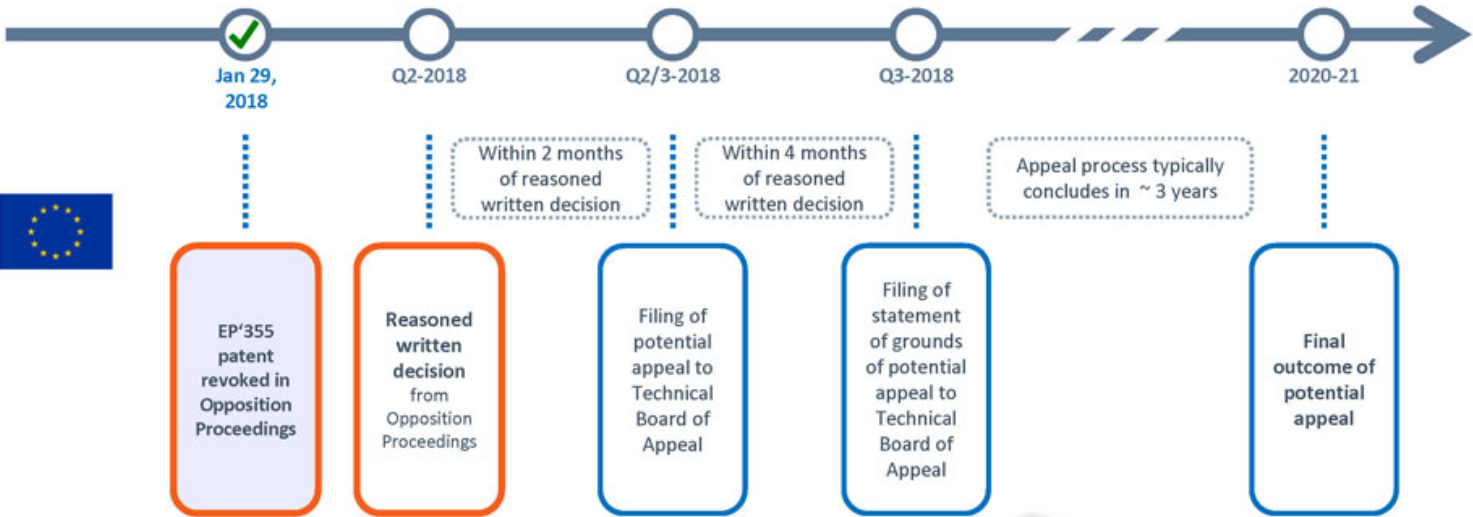 Jan 29,
2018
Q2-2018
Q2/3-2018
Q3-2018
2020-21
Within 2 months
of reasoned
written decision
Within 4 months
of reasoned
written decision
Appeal process typically
concludes in ~ 3 years
EP‘355
patent
revoked in
Opposition
Proceedings
Reasoned
written
decision
from
Opposition
Proceedings
Filing of
potential
appeal to
Technical
Board of
Appeal
Filing of
statement
of grounds
of potential
appeal to
Technical
Board of
Appeal
Final
outcome of
potential
appeal